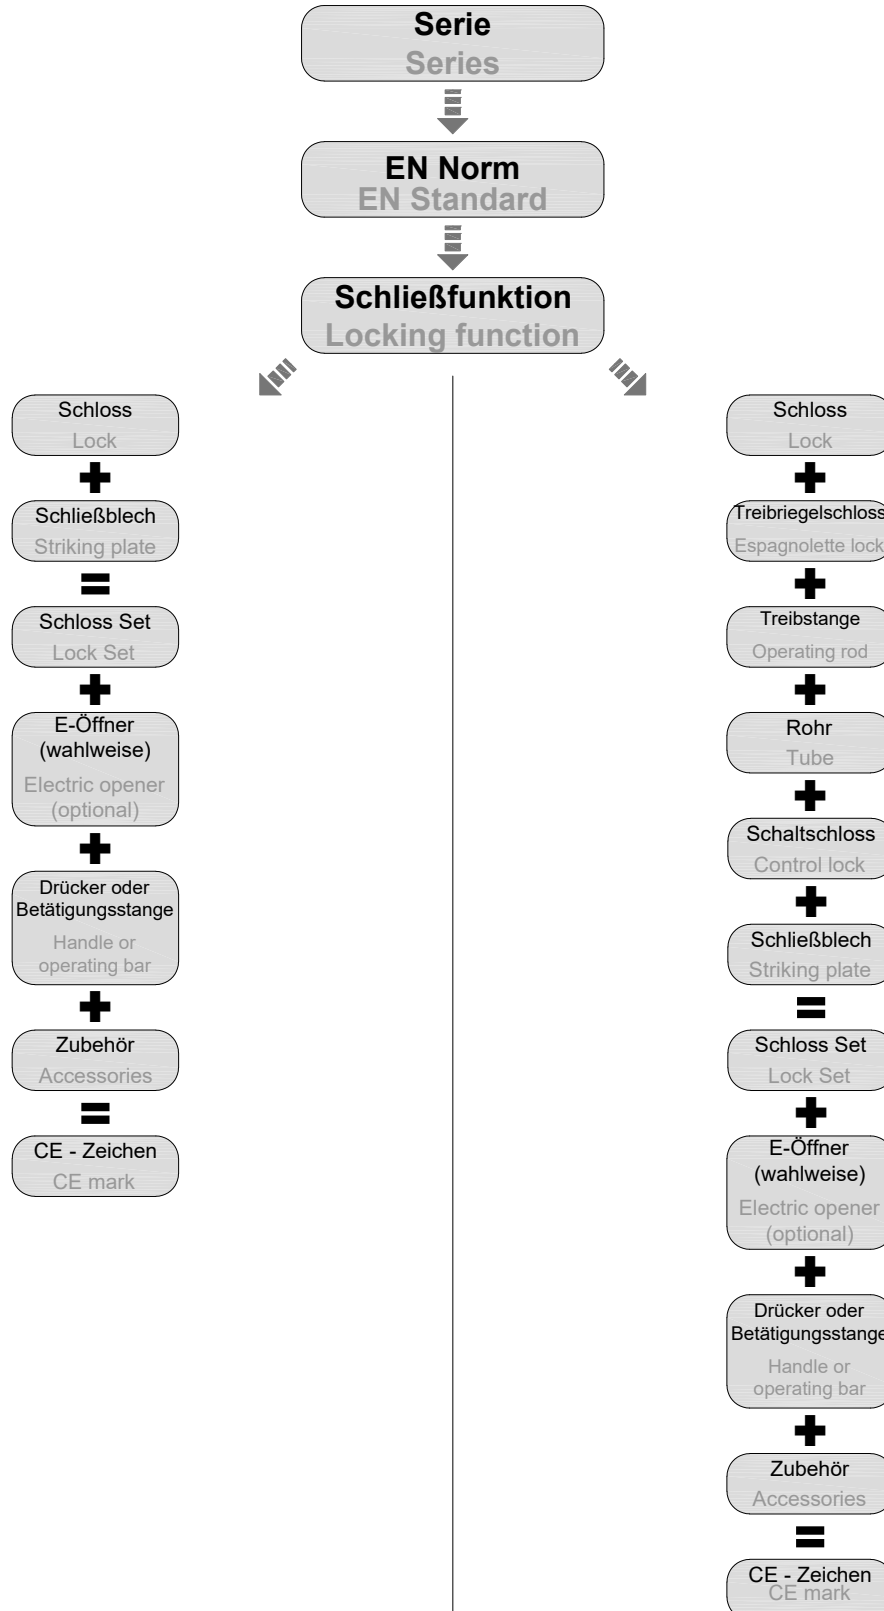 Serie
Series
EN Norm
EN Standard
Schließfunktion
Locking function
Schloss
Lock
Schließblech
Striking plate
Schloss Set
Lock Set
E-Öffner
(wahlweise)
Electric opener
(optional)
Drücker oder
Betätigungsstange
Handle or
operating bar
Zubehör
Accessories
CE - Zeichen
CE mark
Schloss
Lock
Treibriegelschloss
Espagnolette lock
Treibstange
Operating rod
Rohr
Tube
Schaltschloss
Control lock
Schließblech
Striking plate
Schloss Set
Lock Set
E-Öffner
(wahlweise)
Electric opener
(optional)
Drücker oder
Betätigungsstange
Handle or
operating bar
Zubehör
Accessories
CE - Zeichen
CE mark